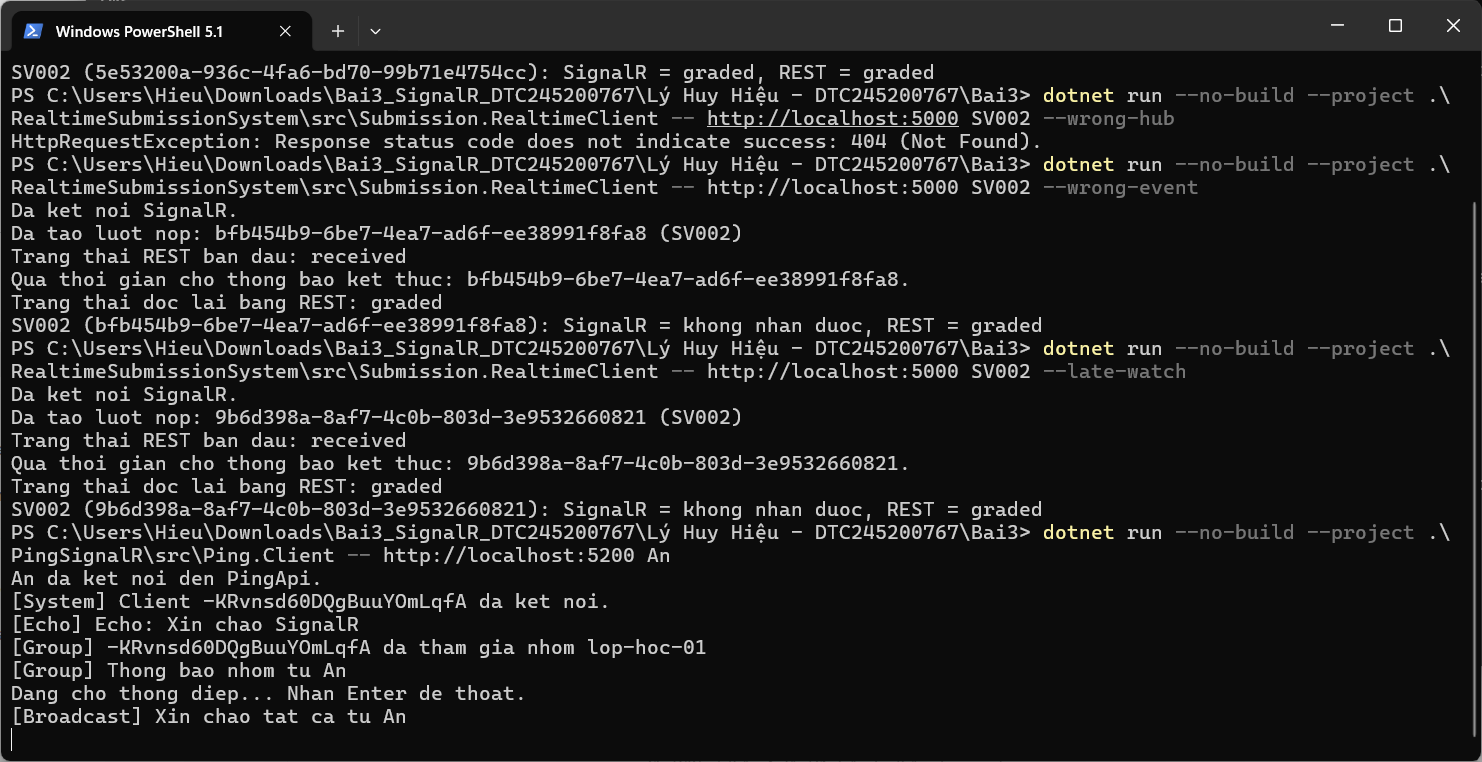 Windows PowerShell 5.1
SV002 (5e53200a-936c-4fa6-bd70-99b71e4754cc): SignalR = graded, REST = graded
PS C:\Users\Hieu\Downloads\Bai3_SignalR_DTC245200767\Lý Huy Hiệu - DTC245200767\Bai3> dotnet run --no-build --project .\
RealtimeSubmissionSystem\src\Submission.RealtimeClient -- http://localhost:5000 SV002 --wrong-hub
HttpRequestException: Response status code does not indicate success: 404 (Not Found).
PS C:\Users\Hieu\Downloads\Bai3_SignalR_DTC245200767\Lý Huy Hiệu - DTC245200767\Bai3> dotnet run --no-build --project .\
RealtimeSubmissionSystem\src\Submission.RealtimeClient -- http://localhost:5000 SV002 --wrong-event
Da ket noi SignalR.
Da tao luot nop: bfb454b9-6be7-4ea7-ad6f-ee38991f8fa8 (SV002)
Trang thai REST ban dau: received
Qua thoi gian cho thong bao ket thuc: bfb454b9-6be7-4ea7-ad6f-ee38991f8fa8.
Trang thai doc lai bang REST: graded
SV002 (bfb454b9-6be7-4ea7-ad6f-ee38991f8fa8): SignalR = khong nhan duoc, REST = graded
PS C:\Users\Hieu\Downloads\Bai3_SignalR_DTC245200767\Lý Huy Hiệu - DTC245200767\Bai3> dotnet run --no-build --project .\
RealtimeSubmissionSystem\src\Submission.RealtimeClient -- http://localhost:5000 SV002 --late-watch
Da ket noi SignalR.
Da tao luot nop: 9b6d398a-8af7-4c0b-803d-3e9532660821 (SV002)
Trang thai REST ban dau: received
Qua thoi gian cho thong bao ket thuc: 9b6d398a-8af7-4c0b-803d-3e9532660821.
Trang thai doc lai bang REST: graded
SV002 (9b6d398a-8af7-4c0b-803d-3e9532660821): SignalR = khong nhan duoc, REST = graded
PS C:\Users\Hieu\Downloads\Bai3_SignalR_DTC245200767\Lý Huy Hiệu - DTC245200767\Bai3> dotnet run --no-build --project .\
PingSignalR\src\Ping.Client -- http://localhost:5200 An
An da ket noi den PingApi.
[System] Client -KRvnsd60DQgBuuYOmLqfA da ket noi.
[Echo] Echo: Xin chao SignalR
[Group] -KRvnsd60DQgBuuYOmLqfA da tham gia nhom lop-hoc-01
[Group] Thong bao nhom tu An
Dang cho thong diep... Nhan Enter de thoat.
[Broadcast] Xin chao tat ca tu An